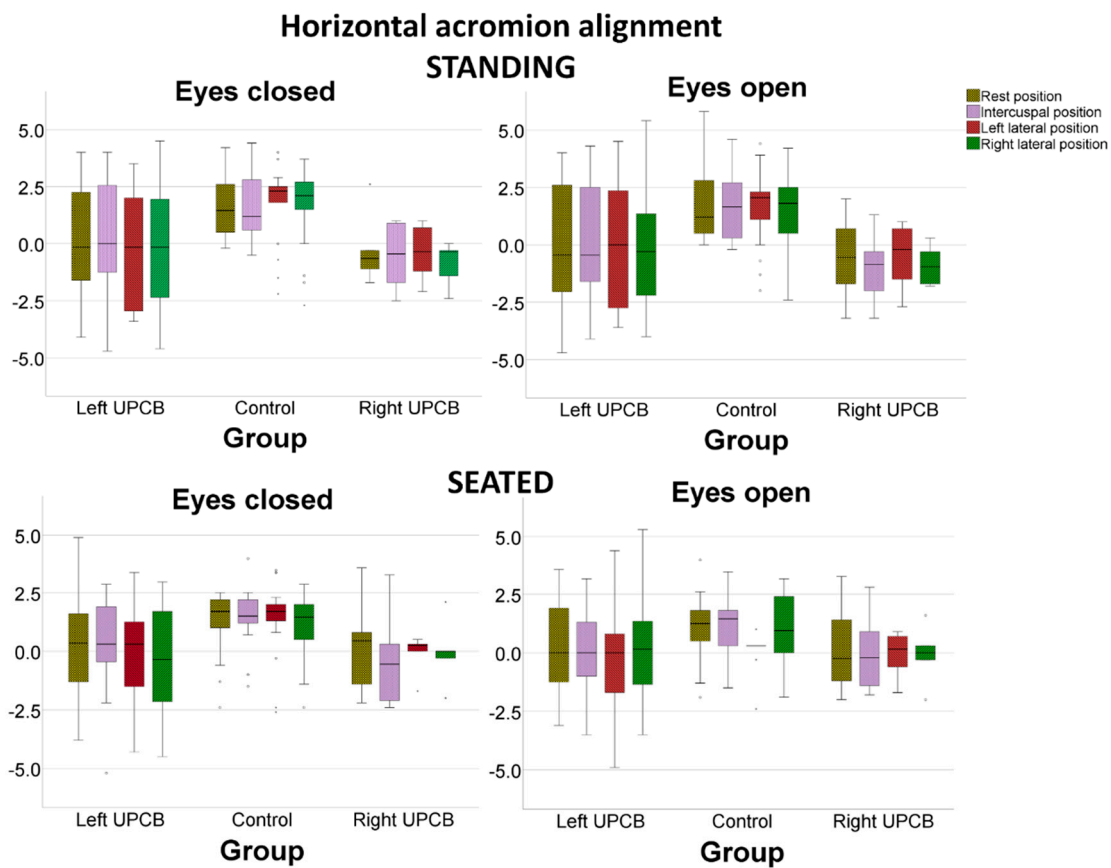 Horizontal acromion alignment
STANDING
Eyes closed
Eyes open
Rest position
Intercuspal position
Left lateral position
Right lateral position
5.0
2.5
0.0
-2.5
-5.0
Left UPCB Control Right UPCB
Group
5.0
2.5
0.0
-2.5
-5.0
Left UPCB Control Right UPCB
Group
SEATED
Eyes closed
Eyes open
5.0
2.5
0.0
-2.5
-5.0
Left UPCB Control Right UPCB
Group
5.0
2.5
0.0
-2.5
-5.0
Left UPCB Control Right UPCB
Group